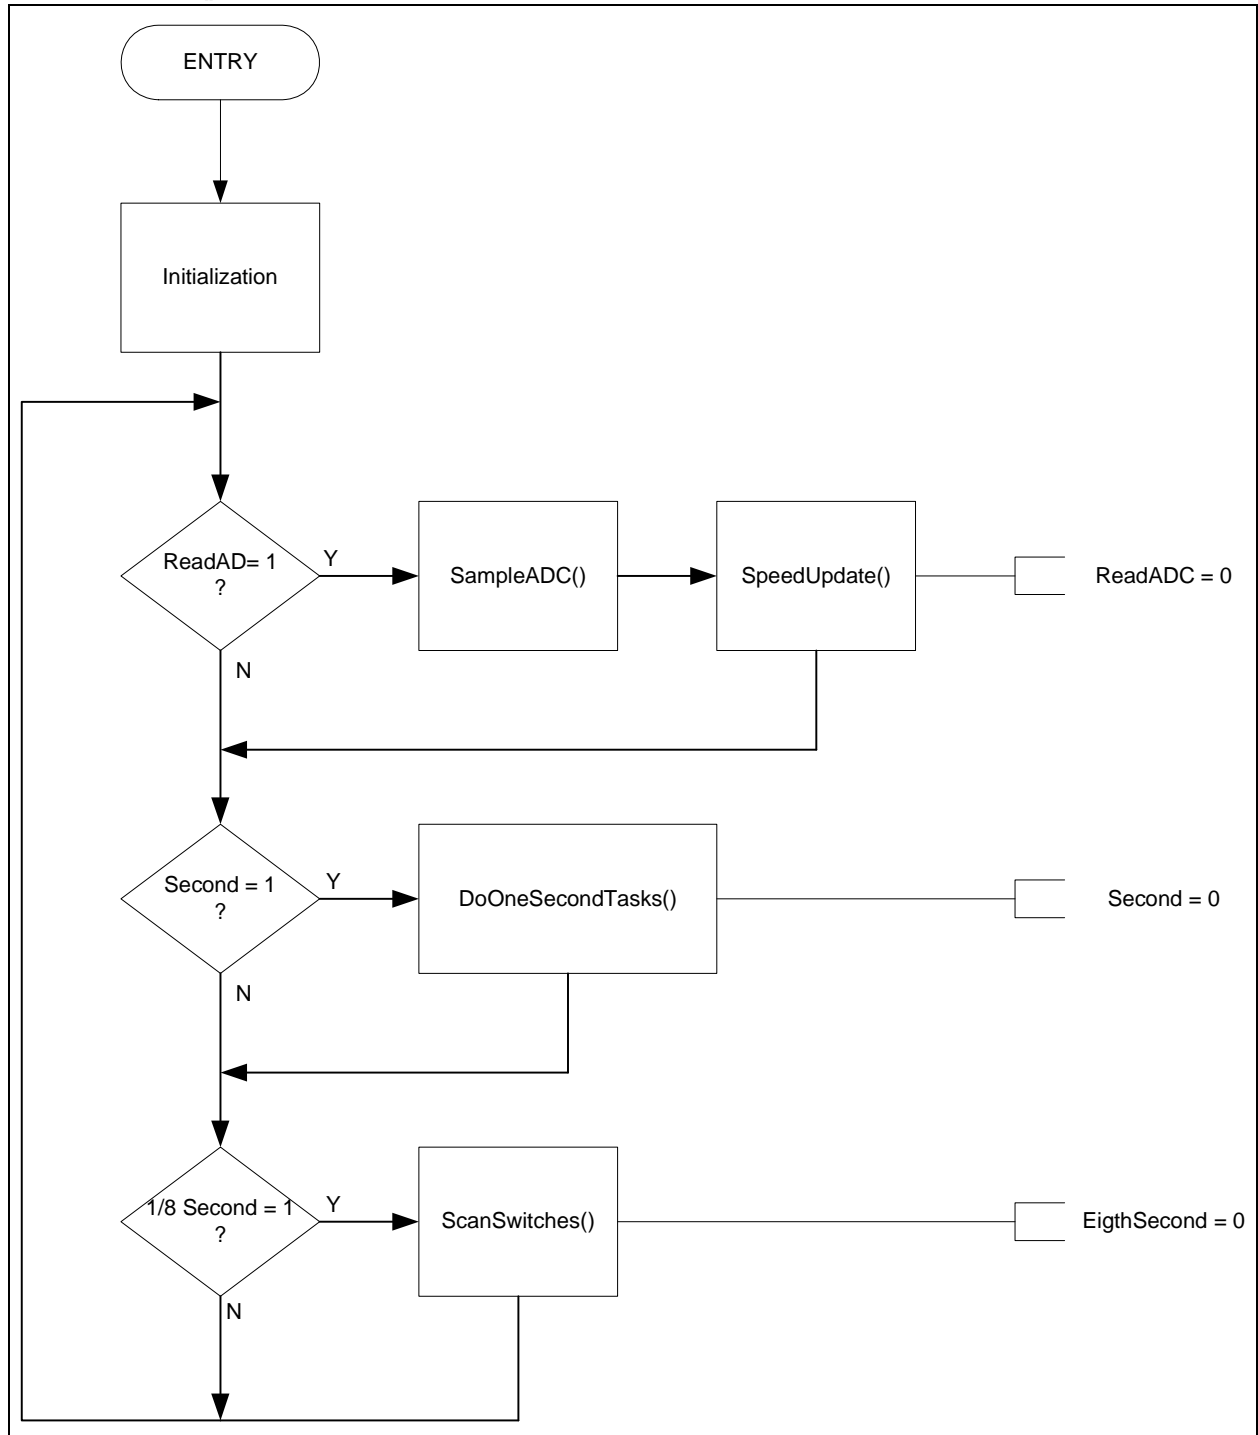 ENTRY
Initialization
ReadAD= 1
?
Y
SampleADC()
SpeedUpdate()
ReadADC = 0
N
Second = 1
?
Y
DoOneSecondTasks()
Second = 0
N
1/8 Second = 1
?
Y
ScanSwitches()
EigthSecond = 0
N